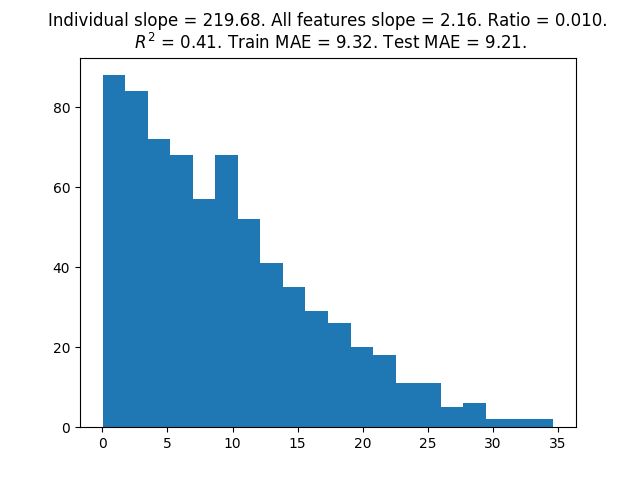 Individual slope = 219.68. All features slope = 2.16. Ratio = 0.010.
R² = 0.41. Train MAE = 9.32. Test MAE = 9.21.
80
60
40
20
0
0 5 10 15 20 25 30 35